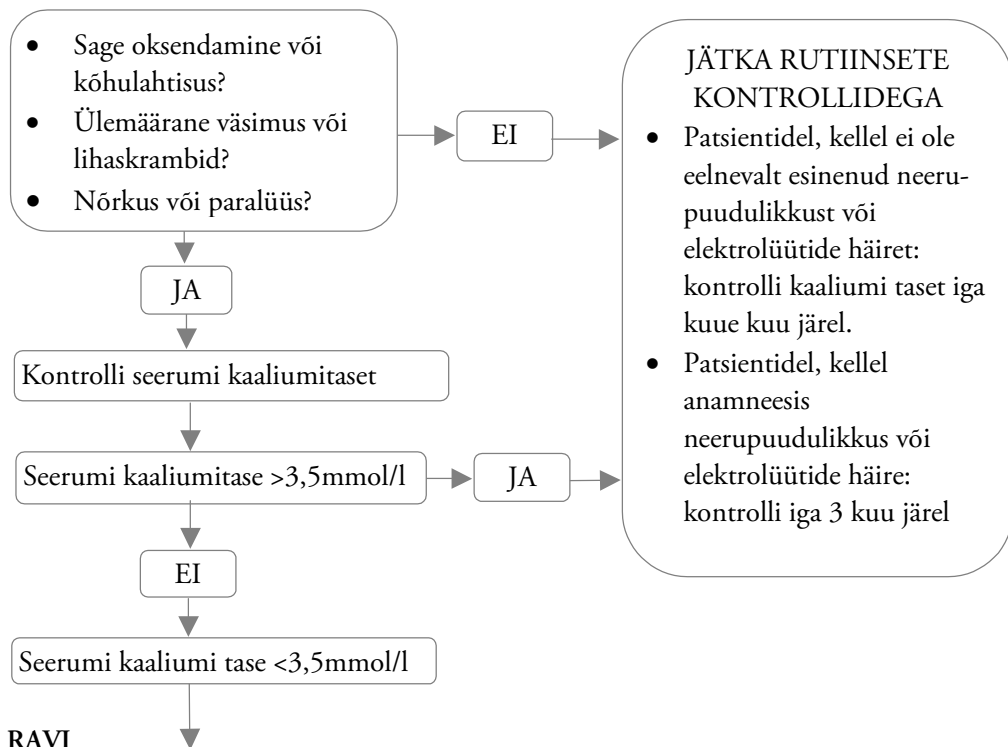 • Sage oksendamine või
kõhulahtisus?
• Ülemäärane väsimus või
lihaskrambid?
• Nõrkus või paralüüs?
EI
JÄTKA RUTIINSETE
KONTROLLIDEGA
• Patsientidel, kellel ei ole
eelnevalt esinenud neeru-
puudulikkust või
elektrolüütide häiret:
kontrolli kaaliumi taset iga
kuue kuu järel.
• Patsientidel, kellel
anamneesis
neerupuudulikkus või
elektrolüütide häire:
kontrolli iga 3 kuu järel
JA
Kontrolli seerumi kaaliumitaset
Seerumi kaaliumitase >3,5mmol/l
JA
EI
Seerumi kaaliumi tase <3,5mmol/l
RAVI